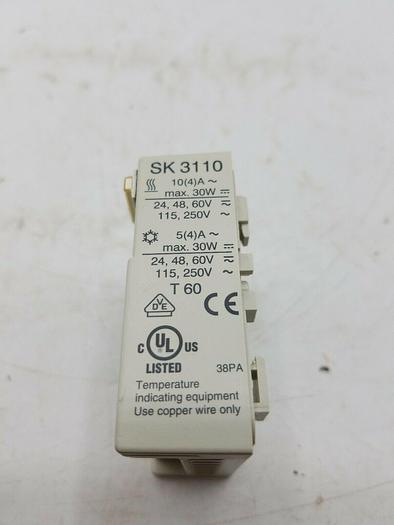 SK 3110
10(4)A ~
max. 30W ⎓
24, 48, 60V ⎓
115, 250V ~
5(4)A ~
max. 30W ⎓
24, 48, 60V ⎓
115, 250V ~
T 60
VDE CE
C UL US
LISTED 38PA
Temperature
indicating equipment
Use copper wire only